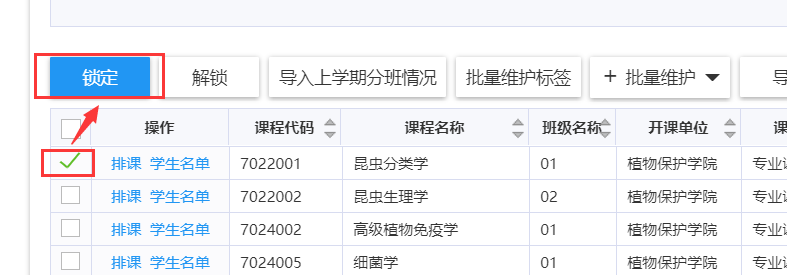 锁定 解锁 导入上学期分班情况 批量维护标签 + 批量维护 导
操作 课程代码 课程名称 班级名称 开课单位 课
排课 学生名单 7022001 昆虫分类学 01 植物保护学院 专业
排课 学生名单 7022002 昆虫生理学 02 植物保护学院 专业
排课 学生名单 7024002 高级植物免疫学 01 植物保护学院 专业
排课 学生名单 7024005 细菌学 01 植物保护学院 专业